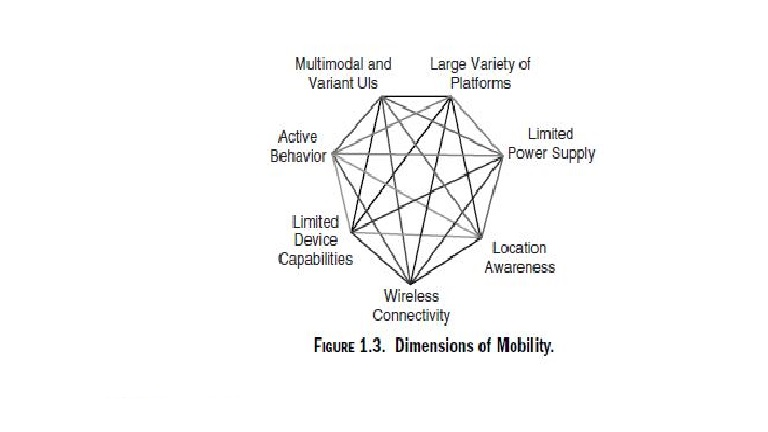 Multimodal and
Variant UIs
Large Variety of
Platforms
Active
Behavior
Limited
Power Supply
Limited
Device
Capabilities
Location
Awareness
Wireless
Connectivity
FIGURE 1.3. Dimensions of Mobility.